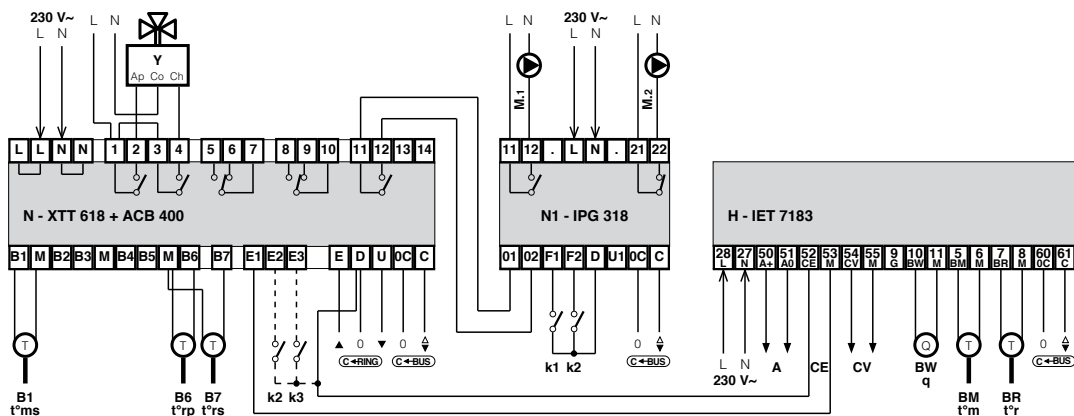 230 V~ L N 230 V~ L N
L N L N L N
Y
Ap Co Ch
M.1 M.2
L L N N 1 2 3 4 5 6 7 8 9 10 11 12 13 14
11 12 . L N . 21 22
N - XTT 618 + ACB 400
N1 - IPG 318
H - IET 7183
B1 M B2 B3 M B4 B5 M B6 B7 E1 E2 E3 E D U 0C C
01 02 F1 F2 D U1 0C C
28 27 50 51 52 53 54 55 9 10 11 5 6 7 8 60 61
L N A+ A0 CE M CV M G BW M BM M BR M 0C C
T T T
▲ 0 ▼ 0
C◄RING C◄BUS
k2 k3
k1 k2
0
C◄BUS
L N
230 V~
A CE CV
Q T T
0
C◄BUS
B1
t°ms
B6
t°rp
B7
t°rs
BW
q
BM
t°m
BR
t°r